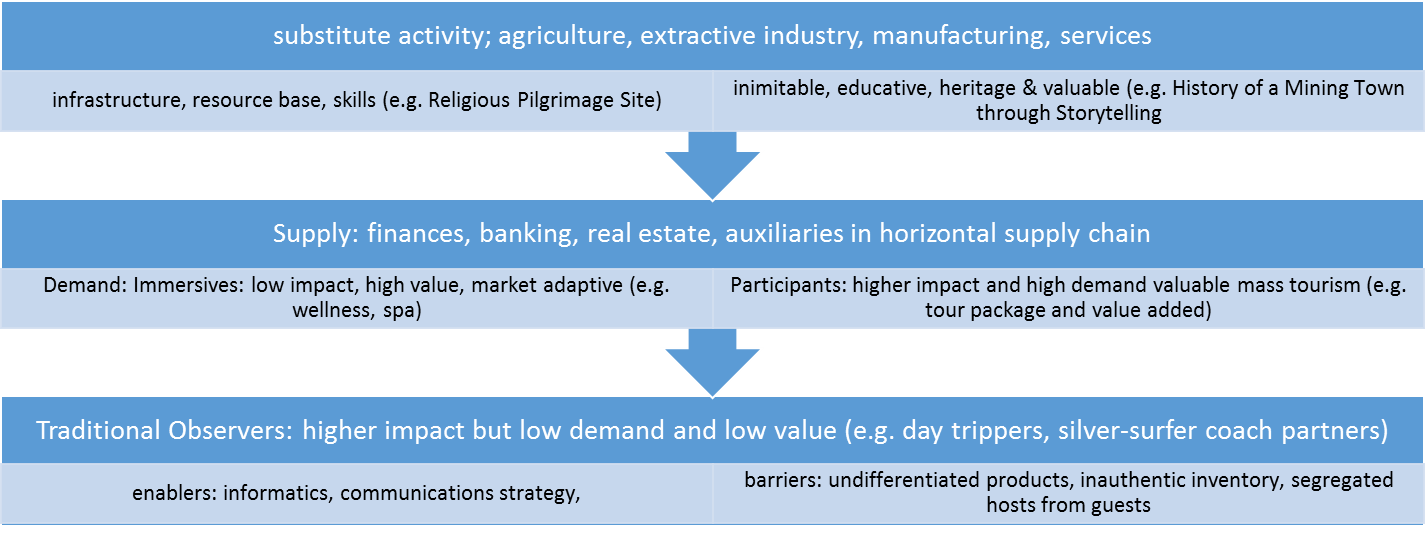 substitute activity; agriculture, extractive industry, manufacturing, services
infrastructure, resource base, skills (e.g. Religious Pilgrimage Site)
inimitable, educative, heritage & valuable (e.g. History of a Mining Town
through Storytelling
Supply: finances, banking, real estate, auxiliaries in horizontal supply chain
Demand: Immersives: low impact, high value, market adaptive (e.g.
wellness, spa)
Participants: higher impact and high demand valuable mass tourism (e.g.
tour package and value added)
Traditional Observers: higher impact but low demand and low value (e.g. day trippers, silver-surfer coach partners)
enablers: informatics, communications strategy,
barriers: undifferentiated products, inauthentic inventory, segregated
hosts from guests